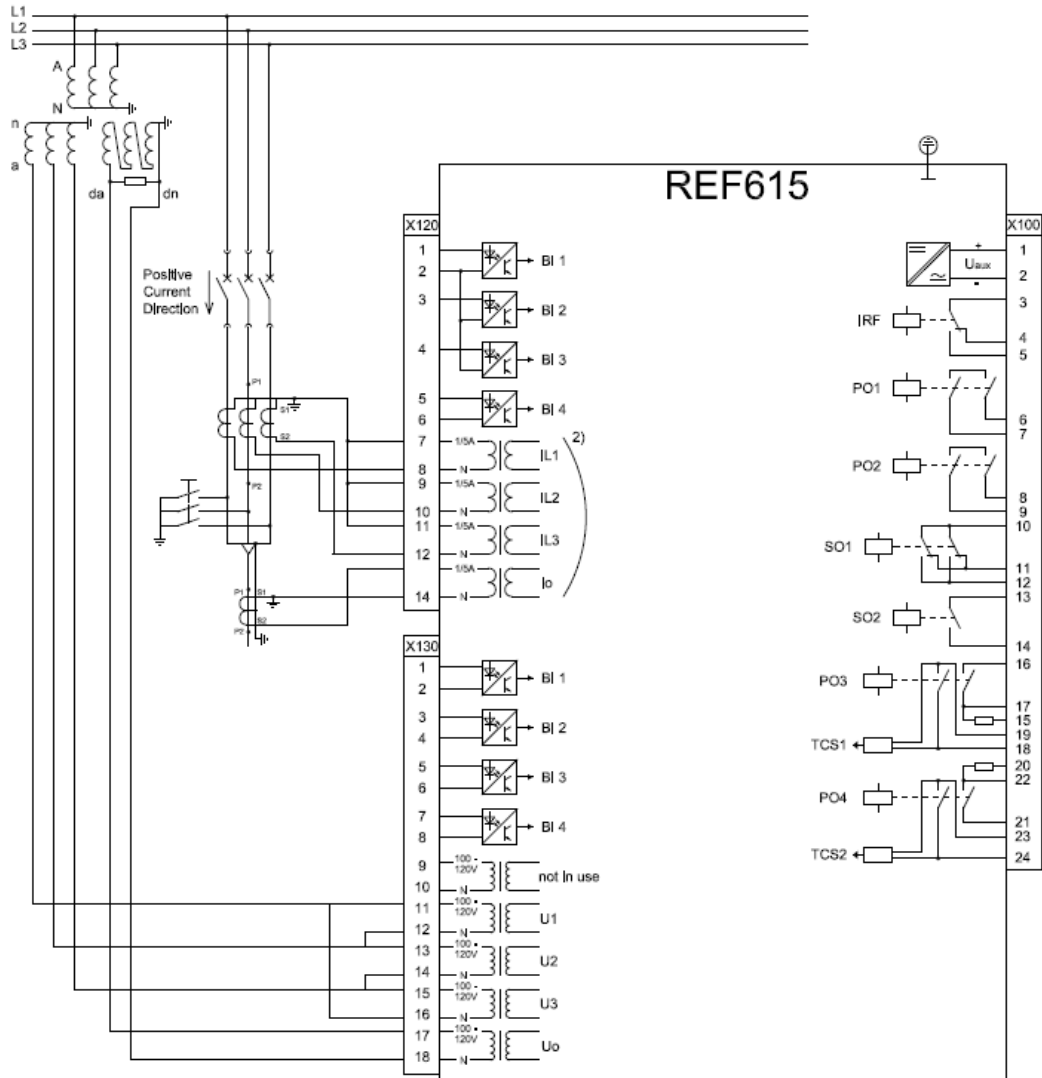 L1
L2
L3
A
N
n
a
da
dn
REF615
Positive
Current
Direction
P1
S1
S2
P2
P1
S1
S2
P2
X120
1
2
3
4
5
6
7
8
9
10
11
12
14
BI 1
BI 2
BI 3
BI 4
2)
1/5A
N
IL1
1/5A
N
IL2
1/5A
N
IL3
1/5A
N
Io
X130
1
2
3
4
5
6
7
8
9
10
11
12
13
14
15
16
17
18
BI 1
BI 2
BI 3
BI 4
100 -
120V
N
not in use
100 -
120V
N
U1
100 -
120V
N
U2
100 -
120V
N
U3
100 -
120V
N
Uo
X100
+
Uaux
-
IRF
PO1
PO2
SO1
SO2
PO3
TCS1
PO4
TCS2
1
2
3
4
5
6
7
8
9
10
11
12
13
14
16
17
15
19
18
20
22
21
23
24